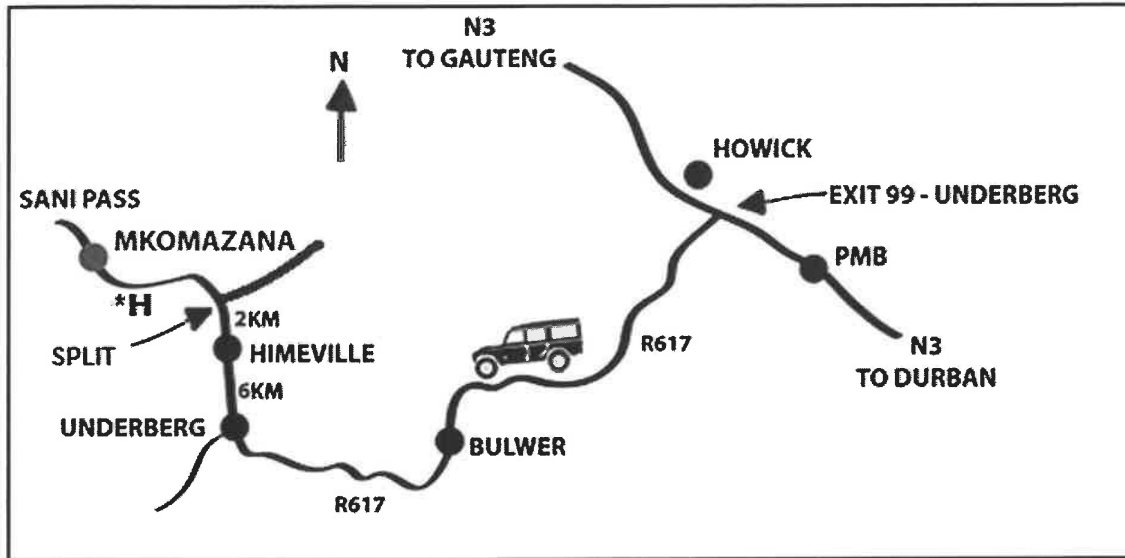 N3
TO GAUTENG
N
HOWICK
SANI PASS
EXIT 99 - UNDERBERG
MKOMAZANA
PMB
*H
2KM
SPLIT
HIMEVILLE
R617
N3
TO DURBAN
6KM
UNDERBERG
BULWER
R617